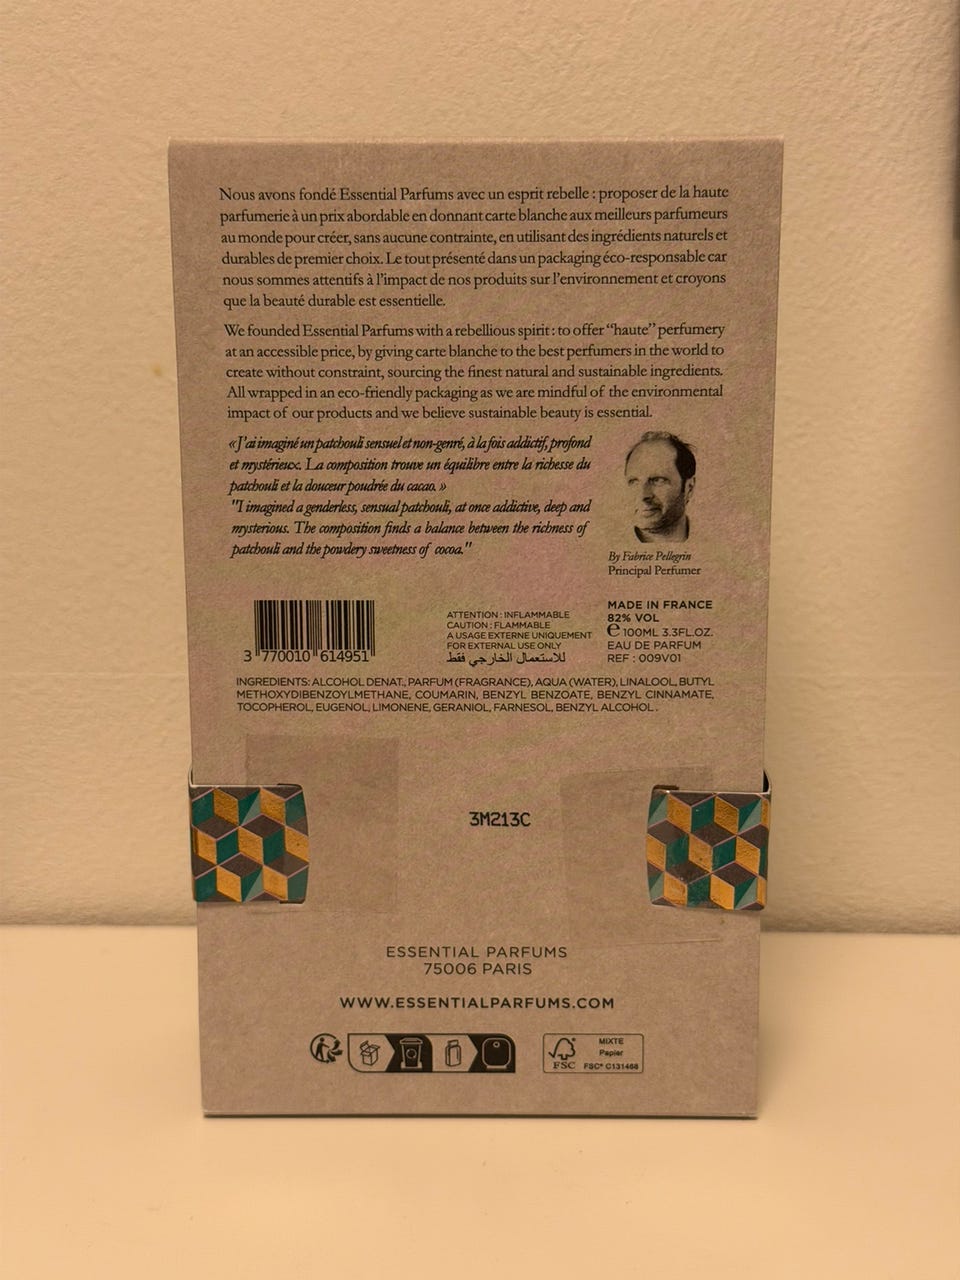 Nous avons fondé Essential Parfums avec un esprit rebelle : proposer de la haute
parfumerie à un prix abordable en donnant carte blanche aux meilleurs parfumeurs
au monde pour créer, sans aucune contrainte, en utilisant des ingrédients naturels et
durables de premier choix. Le tout présenté dans un packaging éco-responsable car
nous sommes attentifs à l'impact de nos produits sur l'environnement et croyons
que la beauté durable est essentielle.
We founded Essential Parfums with a rebellious spirit : to offer “haute” perfumery
at an accessible price, by giving carte blanche to the best perfumers in the world to
create without constraint, sourcing the finest natural and sustainable ingredients.
All wrapped in an eco-friendly packaging as we are mindful of the environmental
impact of our products and we believe sustainable beauty is essential.
«J'ai imaginé un patchouli sensuel et non-genré, à la fois addictif, profond
et mystérieux. La composition trouve un équilibre entre la richesse du
patchouli et la douceur poudrée du cacao. »
"I imagined a genderless, sensual patchouli, at once addictive, deep and
mysterious. The composition finds a balance between the richness of
patchouli and the powdery sweetness of cocoa."
By Fabrice Pellegrin
Principal Perfumer
3 770010 614951
ATTENTION : INFLAMMABLE
CAUTION : FLAMMABLE
A USAGE EXTERNE UNIQUEMENT
FOR EXTERNAL USE ONLY
للاستعمال الخارجي فقط
MADE IN FRANCE
82% VOL
℮ 100ML 3.3FL.OZ.
EAU DE PARFUM
REF : 009V01
INGREDIENTS: ALCOHOL DENAT., PARFUM (FRAGRANCE), AQUA (WATER), LINALOOL, BUTYL
METHOXYDIBENZOYLMETHANE, COUMARIN, BENZYL BENZOATE, BENZYL CINNAMATE,
TOCOPHEROL, EUGENOL, LIMONENE, GERANIOL, FARNESOL, BENZYL ALCOHOL .
3M213C
ESSENTIAL PARFUMS
75006 PARIS
WWW.ESSENTIALPARFUMS.COM
FSC
MIXTE
Papier
FSC® C131468